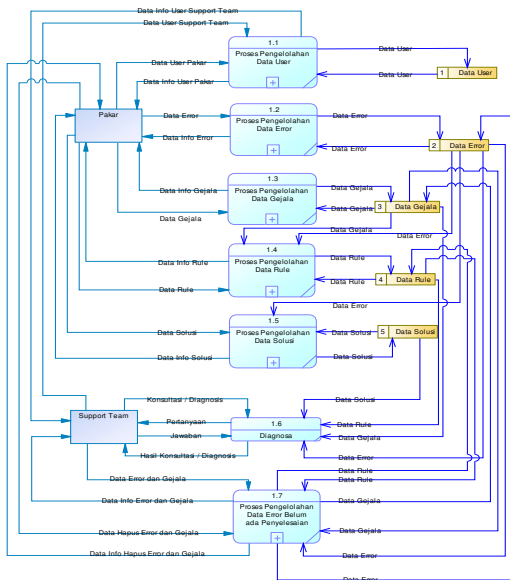 Data Info User Support Team
Data User Support Team
1.1
Proses Pengelolahan
Data User
Data User
Data User Pakar
Data Info User Pakar
Data User
1 Data User
Pakar
Data Error
Data Info Error
1.2
Proses Pengelolahan
Data Error
Data Error
Data Error
2 Data Error
1.3
Proses Pengelolahan
Data Gejala
Data Info Gejala
Data Gejala
Data Gejala
Data Gejala
3 Data Gejala
Data Gejala
Data Error
1.4
Proses Pengelolahan
Data Rule
Data Info Rule
Data Rule
Data Rule
Data Rule
4 Data Rule
Data Error
1.5
Proses Pengelolahan
Data Solusi
Data Solusi
Data Info Solusi
Data Solusi
Data Solusi
5 Data Solusi
Konsultasi / Diagnosis
Data Solusi
Support Team
Pertanyaan
Jawaban
Hasil Konsultasi / Diagnosis
1.6
Diagnosa
Data Rule
Data Gejala
Data Error
Data Rule
Data Rule
Data Error dan Gejala
Data Info Error dan Gejala
1.7
Proses Pengelolahan
Data Error Belum
ada Penyelesaian
Data Gejala
Data Hapus Error dan Gejala
Data Gejala
Data Info Hapus Error dan Gejala
Data Error
Data Error